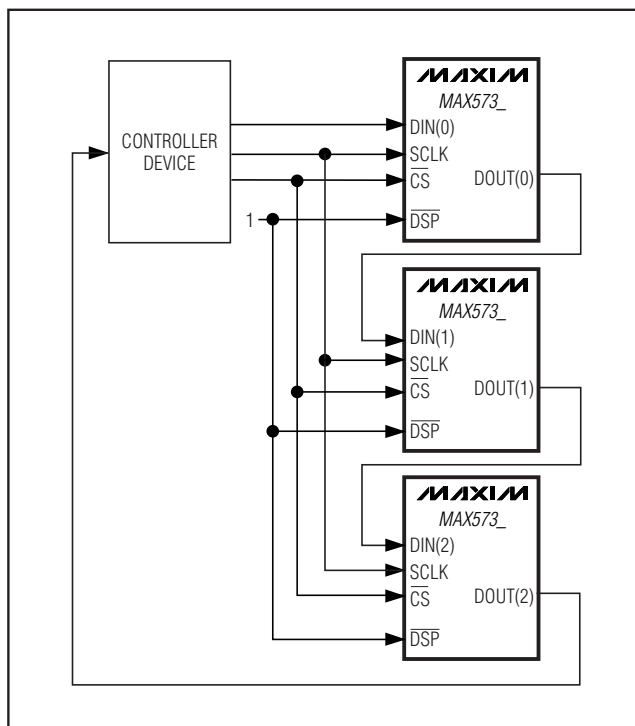 CONTROLLER
DEVICE
1
MAXIM
MAX573_
DIN(0)
SCLK
CS
DSP
DOUT(0)
MAXIM
MAX573_
DIN(1)
SCLK
CS
DSP
DOUT(1)
MAXIM
MAX573_
DIN(2)
SCLK
CS
DSP
DOUT(2)